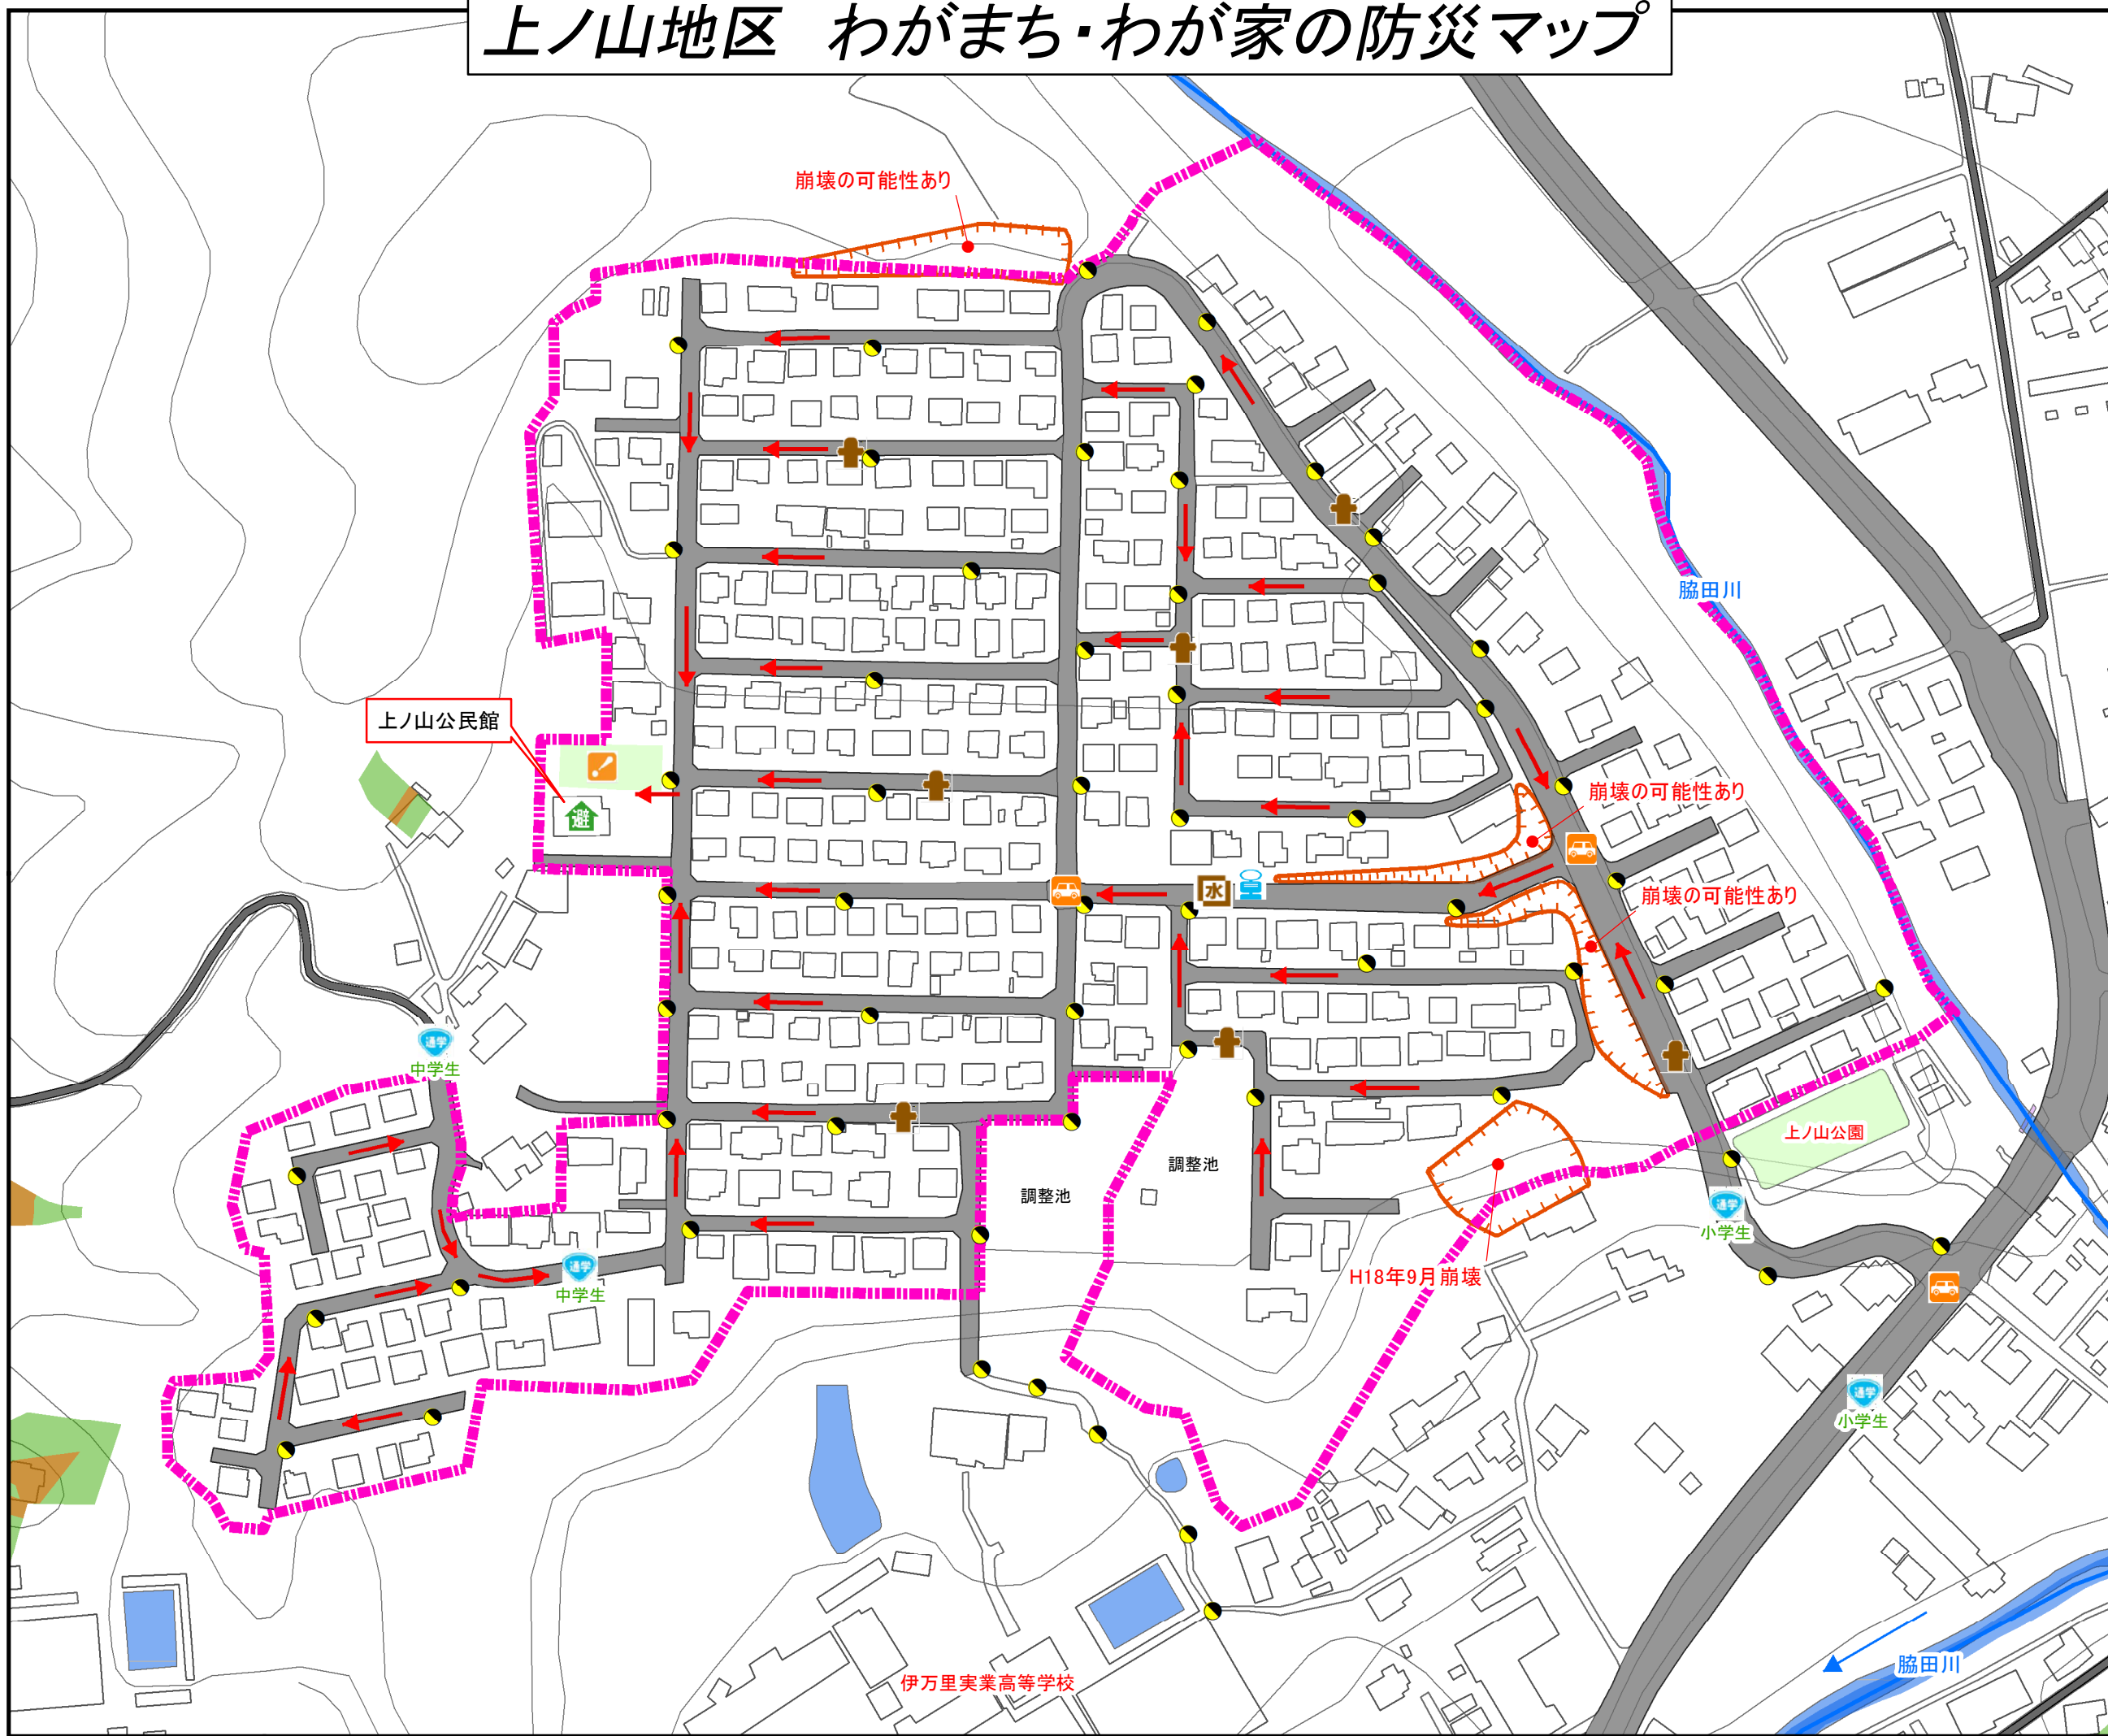 上ノ山地区 わがまち・わが家の防災マップ
崩壊の可能性あり
脇田川
上ノ山公民館
避
崩壊の可能性あり
水
崩壊の可能性あり
通学
中学生
上ノ山公園
調整池
調整池
通学
小学生
通学
中学生
H18年9月崩壊
通学
小学生
脇田川
伊万里実業高等学校